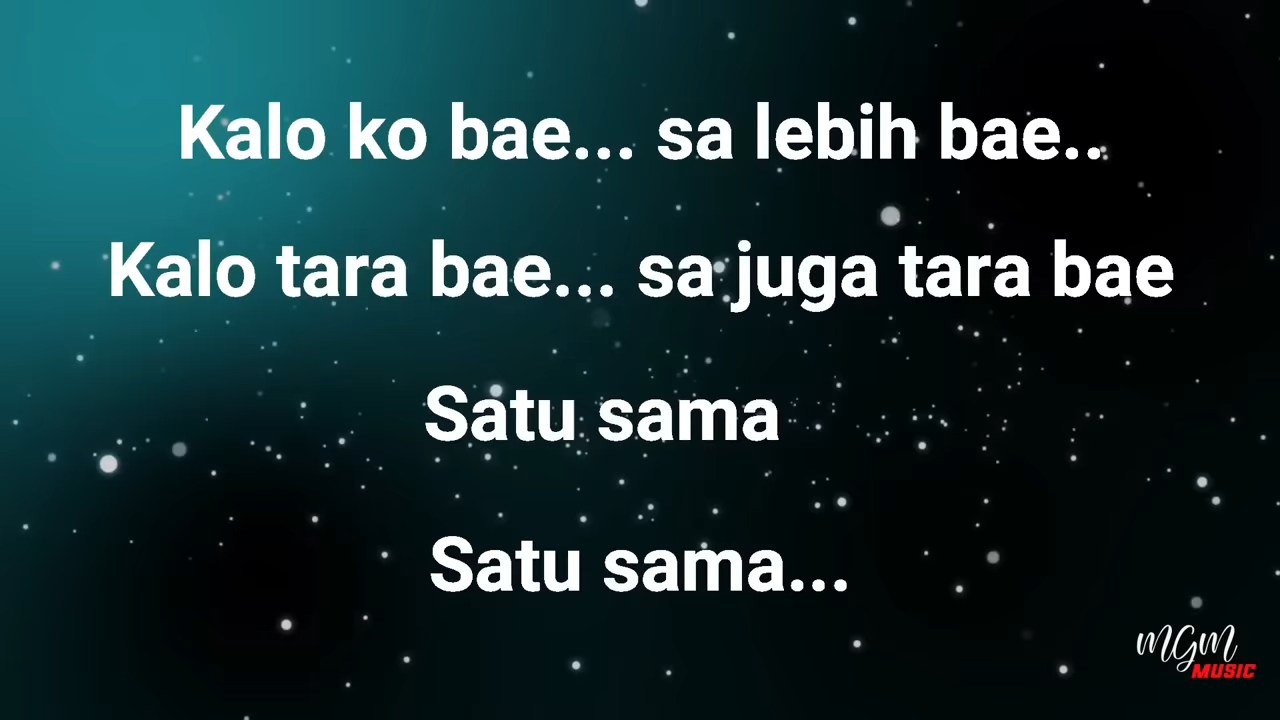 Kalo ko bae... sa lebih bae..
Kalo tara bae... sa juga tara bae
Satu sama
Satu sama...
MGM
MUSIC